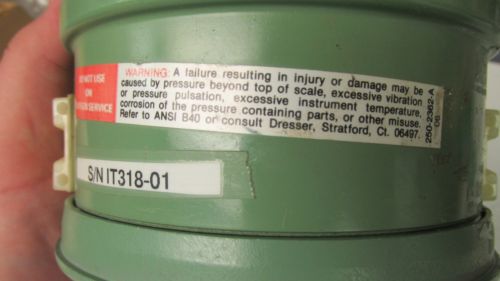 DO NOT USE
ON
OXYGEN SERVICE
WARNING: A failure resulting in injury or damage may be
caused by pressure beyond top of scale, excessive vibration
or pressure pulsation, excessive instrument temperature,
corrosion of the pressure containing parts, or other misuse.
Refer to ANSI B40 or consult Dresser, Stratford, Ct. 06497.
250-2362-A
S/N IT318-01